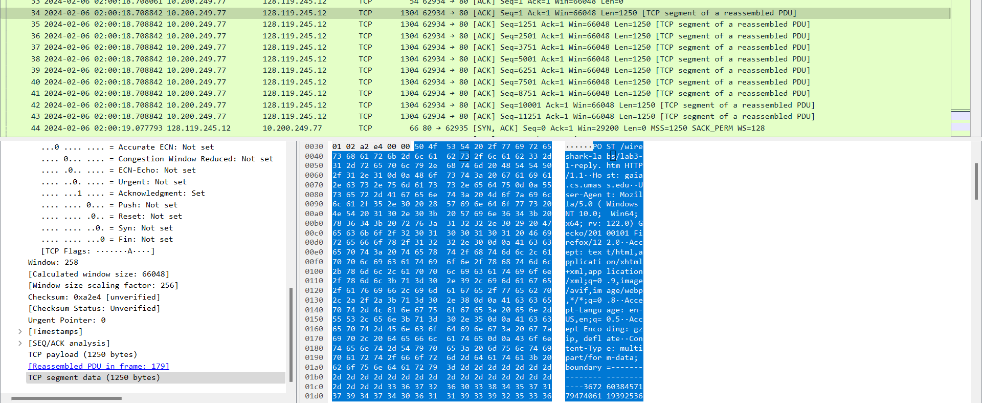 33 2024-02-06 02:00:18.708061 10.200.249.77 128.119.245.12 TCP 54 62934 → 80 [ACK] Seq=1 Ack=1 Win=66048 Len=0
34 2024-02-06 02:00:18.708842 10.200.249.77 128.119.245.12 TCP 1304 62934 → 80 [ACK] Seq=1 Ack=1 Win=66048 Len=1250 [TCP segment of a reassembled PDU]
35 2024-02-06 02:00:18.708842 10.200.249.77 128.119.245.12 TCP 1304 62934 → 80 [ACK] Seq=1251 Ack=1 Win=66048 Len=1250 [TCP segment of a reassembled PDU]
36 2024-02-06 02:00:18.708842 10.200.249.77 128.119.245.12 TCP 1304 62934 → 80 [ACK] Seq=2501 Ack=1 Win=66048 Len=1250 [TCP segment of a reassembled PDU]
37 2024-02-06 02:00:18.708842 10.200.249.77 128.119.245.12 TCP 1304 62934 → 80 [ACK] Seq=3751 Ack=1 Win=66048 Len=1250 [TCP segment of a reassembled PDU]
38 2024-02-06 02:00:18.708842 10.200.249.77 128.119.245.12 TCP 1304 62934 → 80 [ACK] Seq=5001 Ack=1 Win=66048 Len=1250 [TCP segment of a reassembled PDU]
39 2024-02-06 02:00:18.708842 10.200.249.77 128.119.245.12 TCP 1304 62934 → 80 [ACK] Seq=6251 Ack=1 Win=66048 Len=1250 [TCP segment of a reassembled PDU]
40 2024-02-06 02:00:18.708842 10.200.249.77 128.119.245.12 TCP 1304 62934 → 80 [ACK] Seq=7501 Ack=1 Win=66048 Len=1250 [TCP segment of a reassembled PDU]
41 2024-02-06 02:00:18.708842 10.200.249.77 128.119.245.12 TCP 1304 62934 → 80 [ACK] Seq=8751 Ack=1 Win=66048 Len=1250 [TCP segment of a reassembled PDU]
42 2024-02-06 02:00:18.708842 10.200.249.77 128.119.245.12 TCP 1304 62934 → 80 [ACK] Seq=10001 Ack=1 Win=66048 Len=1250 [TCP segment of a reassembled PDU]
43 2024-02-06 02:00:18.708842 10.200.249.77 128.119.245.12 TCP 1304 62934 → 80 [ACK] Seq=11251 Ack=1 Win=66048 Len=1250 [TCP segment of a reassembled PDU]
44 2024-02-06 02:00:19.077793 128.119.245.12 10.200.249.77 TCP 66 80 → 62935 [SYN, ACK] Seq=0 Ack=1 Win=29200 Len=0 MSS=1250 SACK_PERM WS=128
...0 .... .... = Accurate ECN: Not set
.... 0... .... = Congestion Window Reduced: Not set
.... .0.. .... = ECN-Echo: Not set
.... ..0. .... = Urgent: Not set
.... ...1 .... = Acknowledgment: Set
.... .... 0... = Push: Not set
.... .... .0.. = Reset: Not set
.... .... ..0. = Syn: Not set
.... .... ...0 = Fin: Not set
[TCP Flags: ·······A····]
Window: 258
[Calculated window size: 66048]
[Window size scaling factor: 256]
Checksum: 0xa2e4 [unverified]
[Checksum Status: Unverified]
Urgent Pointer: 0
[Timestamps]
[SEQ/ACK analysis]
TCP payload (1250 bytes)
[Reassembled PDU in frame: 179]
TCP segment data (1250 bytes)
0030 01 02 a2 e4 00 00 50 4f 53 54 20 2f 77 69 72 65 ······PO ST /wire
0040 73 68 61 72 6b 2d 6c 61 62 73 2f 6c 61 62 33 2d shark-la bs/lab3-
0050 31 2d 72 65 70 6c 79 2e 68 74 6d 20 48 54 54 50 1-reply. htm HTTP
0060 2f 31 2e 31 0d 0a 48 6f 73 74 3a 20 67 61 69 61 /1.1··Ho st: gaia
0070 2e 63 73 2e 75 6d 61 73 73 2e 65 64 75 0d 0a 55 .cs.umas s.edu··U
0080 73 65 72 2d 41 67 65 6e 74 3a 20 4d 6f 7a 69 6c ser-Agen t: Mozil
0090 6c 61 2f 35 2e 30 20 28 57 69 6e 64 6f 77 73 20 la/5.0 ( Windows
00a0 4e 54 20 31 30 2e 30 3b 20 57 69 6e 36 34 3b 20 NT 10.0; Win64;
00b0 78 36 34 3b 20 72 76 3a 31 32 32 2e 30 29 20 47 x64; rv: 122.0) G
00c0 65 63 6b 6f 2f 32 30 31 30 30 31 30 31 20 46 69 ecko/201 00101 Fi
00d0 72 65 66 6f 78 2f 31 32 32 2e 30 0d 0a 41 63 63 refox/12 2.0··Acc
00e0 65 70 74 3a 20 74 65 78 74 2f 68 74 6d 6c 2c 61 ept: tex t/html,a
00f0 70 70 6c 69 63 61 74 69 6f 6e 2f 78 68 74 6d 6c pplicati on/xhtml
0100 2b 78 6d 6c 2c 61 70 70 6c 69 63 61 74 69 6f 6e +xml,app lication
0110 2f 78 6d 6c 3b 71 3d 30 2e 39 2c 69 6d 61 67 65 /xml;q=0 .9,image
0120 2f 61 76 69 66 2c 69 6d 61 67 65 2f 77 65 62 70 /avif,im age/webp
0130 2c 2a 2f 2a 3b 71 3d 30 2e 38 0d 0a 41 63 63 65 ,*/*;q=0 .8··Acce
0140 70 74 2d 4c 61 6e 67 75 61 67 65 3a 20 65 6e 2d pt-Langu age: en-
0150 55 53 2c 65 6e 3b 71 3d 30 2e 35 0d 0a 41 63 63 US,en;q= 0.5··Acc
0160 65 70 74 2d 45 6e 63 6f 64 69 6e 67 3a 20 67 7a ept-Enco ding: gz
0170 69 70 2c 20 64 65 66 6c 61 74 65 0d 0a 43 6f 6e ip, defl ate··Con
0180 74 65 6e 74 2d 54 79 70 65 3a 20 6d 75 6c 74 69 tent-Typ e: multi
0190 70 61 72 74 2f 66 6f 72 6d 2d 64 61 74 61 3b 20 part/for m-data;
01a0 62 6f 75 6e 64 61 72 79 3d 2d 2d 2d 2d 2d 2d 2d boundary =-------
01b0 2d 2d 2d 2d 2d 2d 2d 2d 2d 2d 2d 2d 2d 2d 2d 2d -------- --------
01c0 2d 2d 2d 2d 33 36 37 32 36 30 33 38 34 35 37 31 ----3672 60384571
01d0 37 39 34 37 34 30 36 31 31 39 33 39 32 35 33 36 79474061 19392536